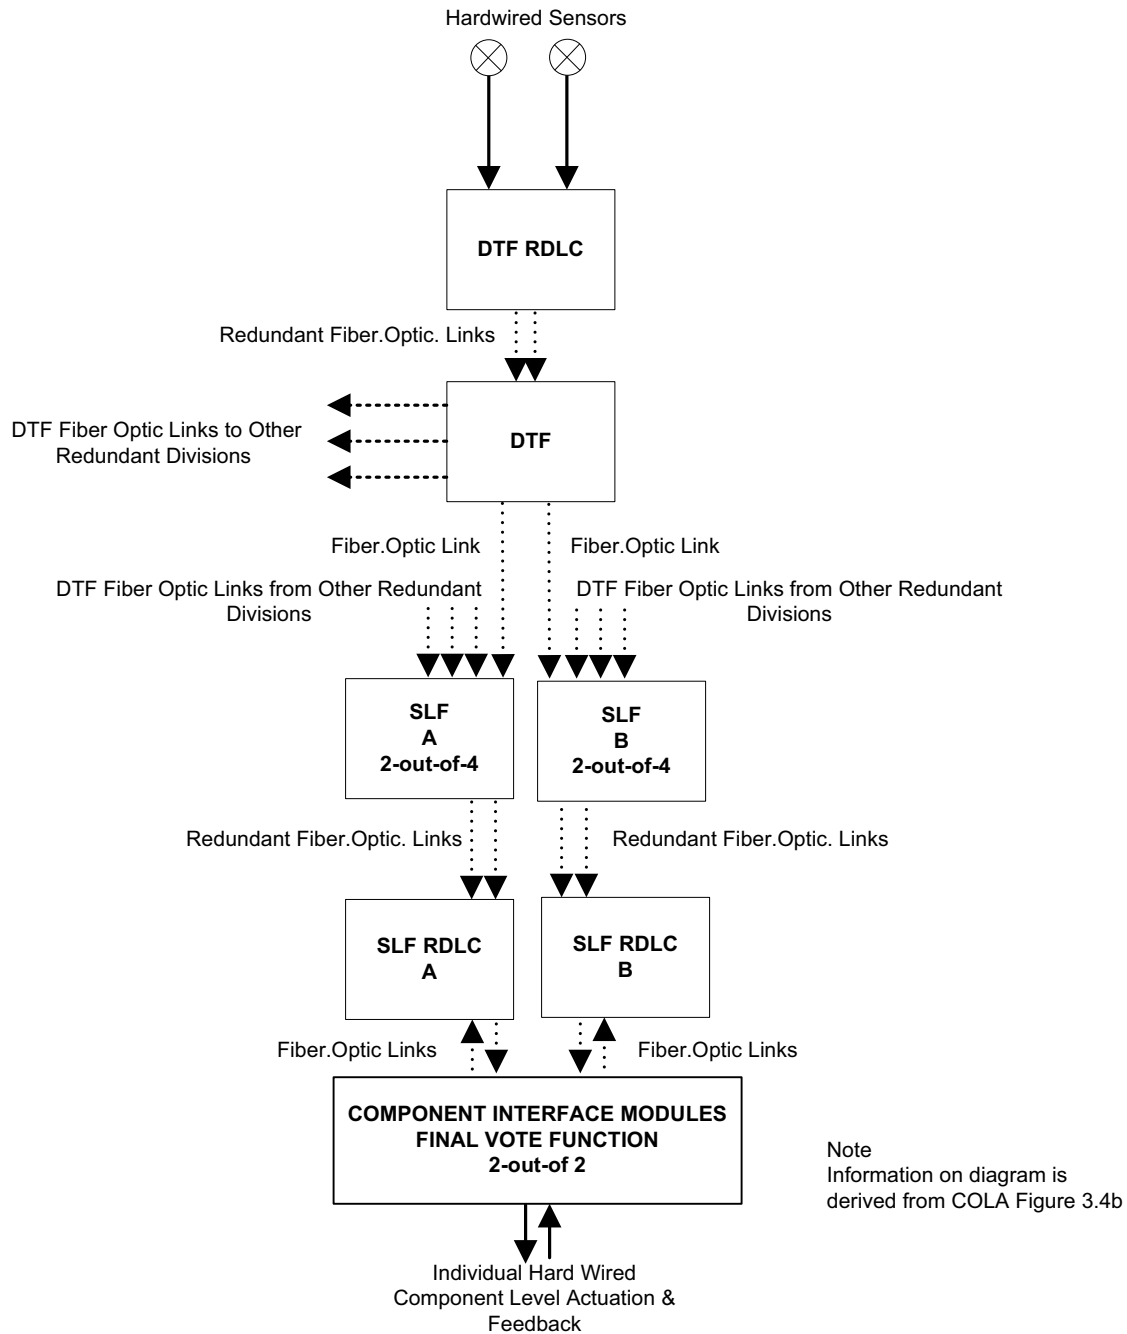 Hardwired Sensors
DTF RDLC
Redundant Fiber.Optic. Links
DTF Fiber Optic Links to Other
Redundant Divisions
DTF
Fiber.Optic Link
Fiber.Optic Link
DTF Fiber Optic Links from Other Redundant
Divisions
DTF Fiber Optic Links from Other Redundant
Divisions
SLF
A
2-out-of-4
SLF
B
2-out-of-4
Redundant Fiber.Optic. Links
Redundant Fiber.Optic. Links
SLF RDLC
A
SLF RDLC
B
Fiber.Optic Links
Fiber.Optic Links
COMPONENT INTERFACE MODULES
FINAL VOTE FUNCTION
2-out-of 2
Note
Information on diagram is
derived from COLA Figure 3.4b
Individual Hard Wired
Component Level Actuation &
Feedback